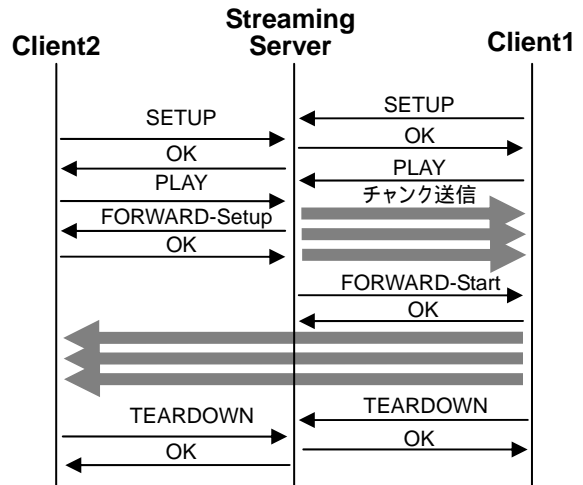 Client2
Streaming
Server
Client1
SETUP
SETUP
OK
OK
PLAY
PLAY
チャンク送信
FORWARD-Setup
OK
FORWARD-Start
OK
TEARDOWN
TEARDOWN
OK
OK